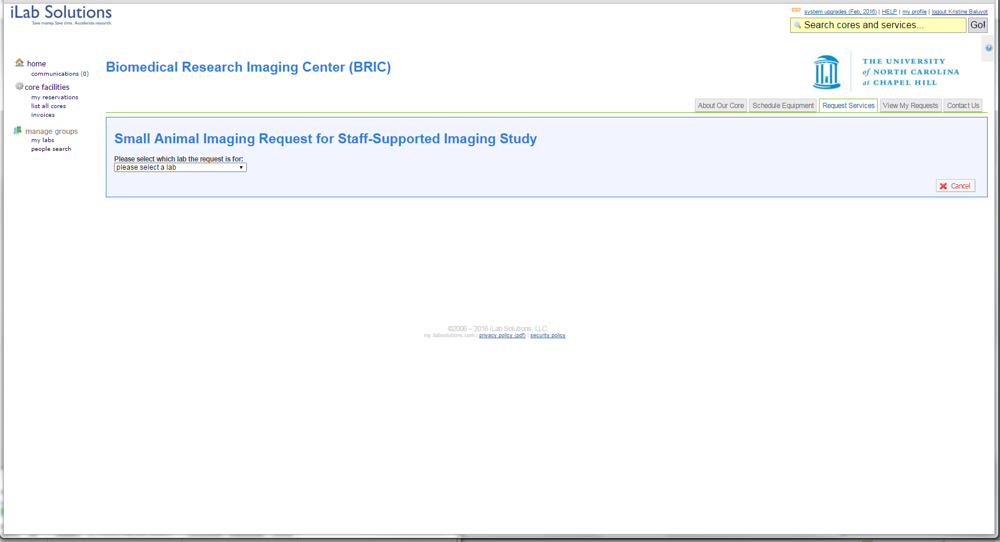 iLab Solutions
Save money. Save time. Accelerate research.
NEW system upgrades (Feb, 2016) | HELP | my profile | logout Kristine Baluyot
Search cores and services...
Go!
home
communications (0)
core facilities
my reservations
list all cores
invoices
manage groups
my labs
people search
Biomedical Research Imaging Center (BRIC)
THE UNIVERSITY
of NORTH CAROLINA
at CHAPEL HILL
About Our Core
Schedule Equipment
Request Services
View My Requests
Contact Us
Small Animal Imaging Request for Staff-Supported Imaging Study
Please select which lab the request is for:
please select a lab
Cancel
©2006 – 2016 iLab Solutions, LLC.
my.ilabsolutions.com | privacy policy (pdf) | security policy